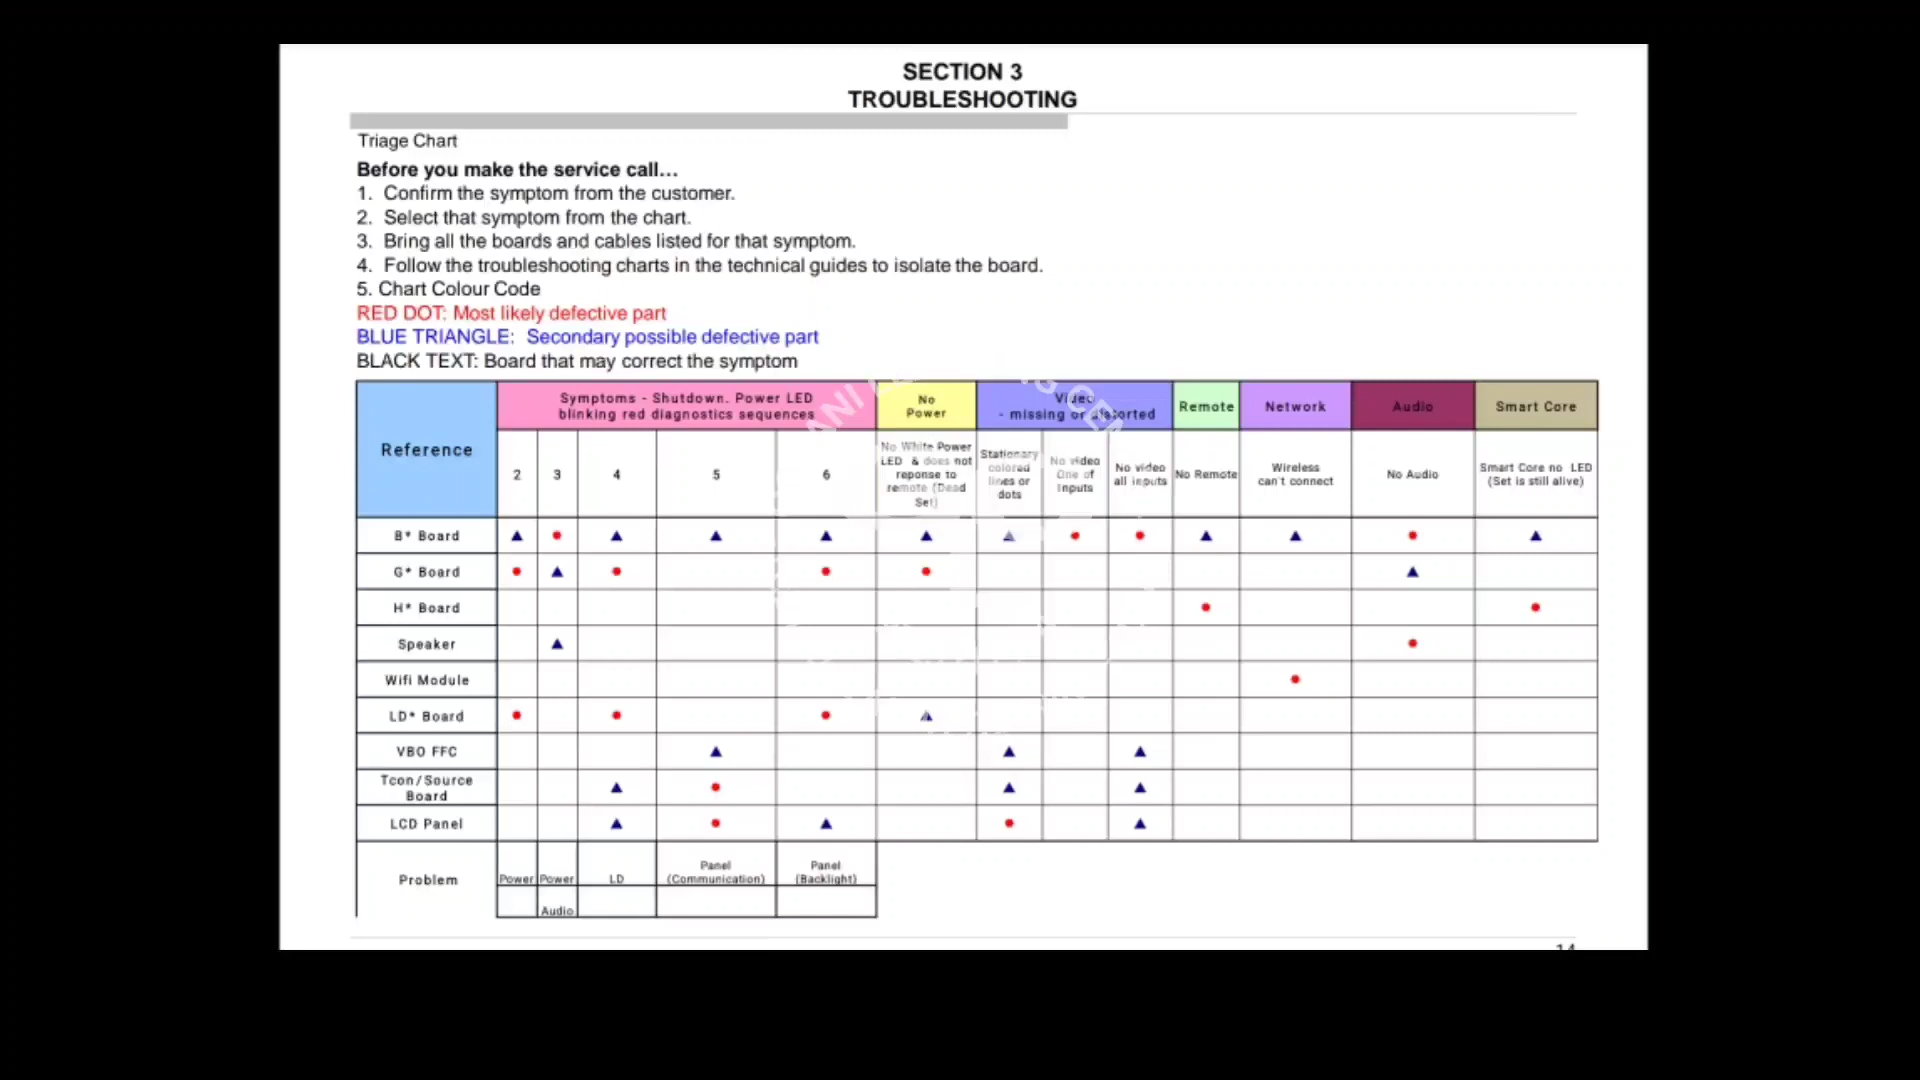 SECTION 3
TROUBLESHOOTING
Triage Chart
Before you make the service call...
1. Confirm the symptom from the customer.
2. Select that symptom from the chart.
3. Bring all the boards and cables listed for that symptom.
4. Follow the troubleshooting charts in the technical guides to isolate the board.
5. Chart Colour Code
RED DOT: Most likely defective part
BLUE TRIANGLE: Secondary possible defective part
BLACK TEXT: Board that may correct the symptom
Reference
Symptoms - Shutdown. Power LED
blinking red diagnostics sequences
No
Power
Video
- missing or distorted
Remote
Network
Audio
Smart Core
2
3
4
5
6
No White Power
LED & does not
reponse to
remote (Dead
Set)
Stationary
colored
lines or
dots
No video
One of
Inputs
No video
all inputs
No Remote
Wireless
can't connect
No Audio
Smart Core no LED
(Set is still alive)
B* Board
G* Board
H* Board
Speaker
Wifi Module
LD* Board
VBO FFC
Tcon/Source
Board
LCD Panel
Problem
Power
Power
LD
Panel
(Communication)
Panel
(Backlight)
Audio